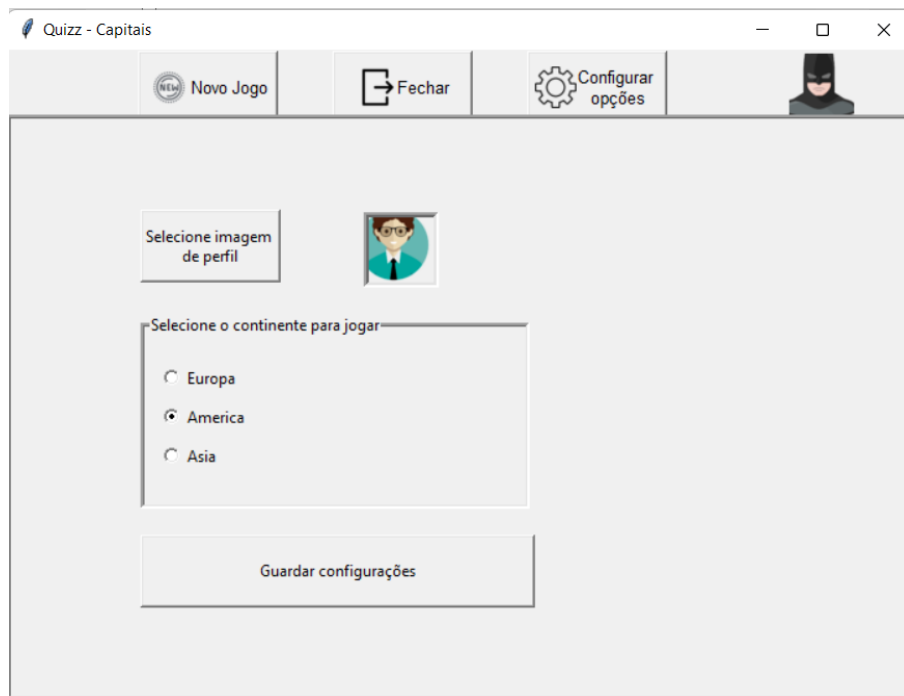 Quizz - Capitais
NEW Novo Jogo
Fechar
Configurar
opções
Selecione imagem
de perfil
Selecione o continente para jogar
Europa
America
Asia
Guardar configurações